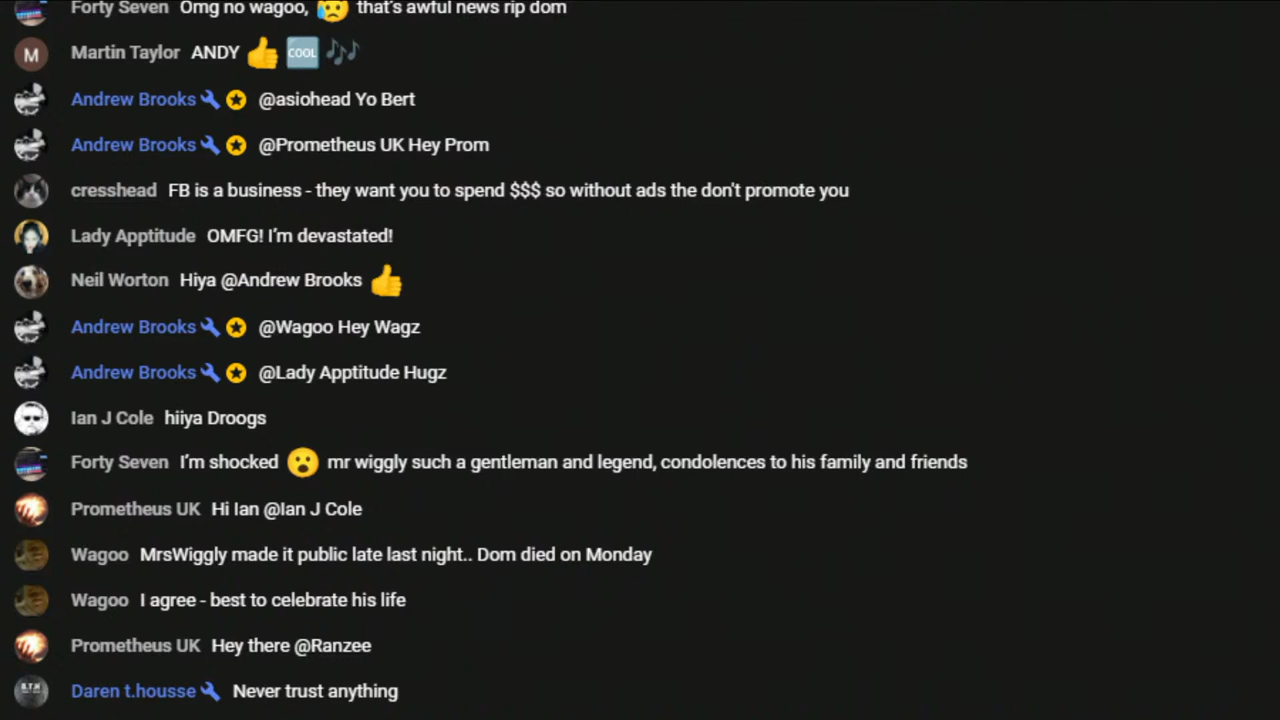 Forty Seven Omg no wagoo, 😥 that's awful news rip dom
M Martin Taylor ANDY 👍 🆒 🎶
Andrew Brooks @asiohead Yo Bert
Andrew Brooks @Prometheus UK Hey Prom
cresshead FB is a business - they want you to spend $$$ so without ads the don't promote you
Lady Apptitude OMFG! I'm devastated!
Neil Worton Hiya @Andrew Brooks 👍
Andrew Brooks @Wagoo Hey Wagz
Andrew Brooks @Lady Apptitude Hugz
Ian J Cole hiiya Droogs
Forty Seven I'm shocked 😮 mr wiggly such a gentleman and legend, condolences to his family and friends
Prometheus UK Hi Ian @Ian J Cole
Wagoo MrsWiggly made it public late last night.. Dom died on Monday
Wagoo I agree - best to celebrate his life
Prometheus UK Hey there @Ranzee
Daren t.housse Never trust anything